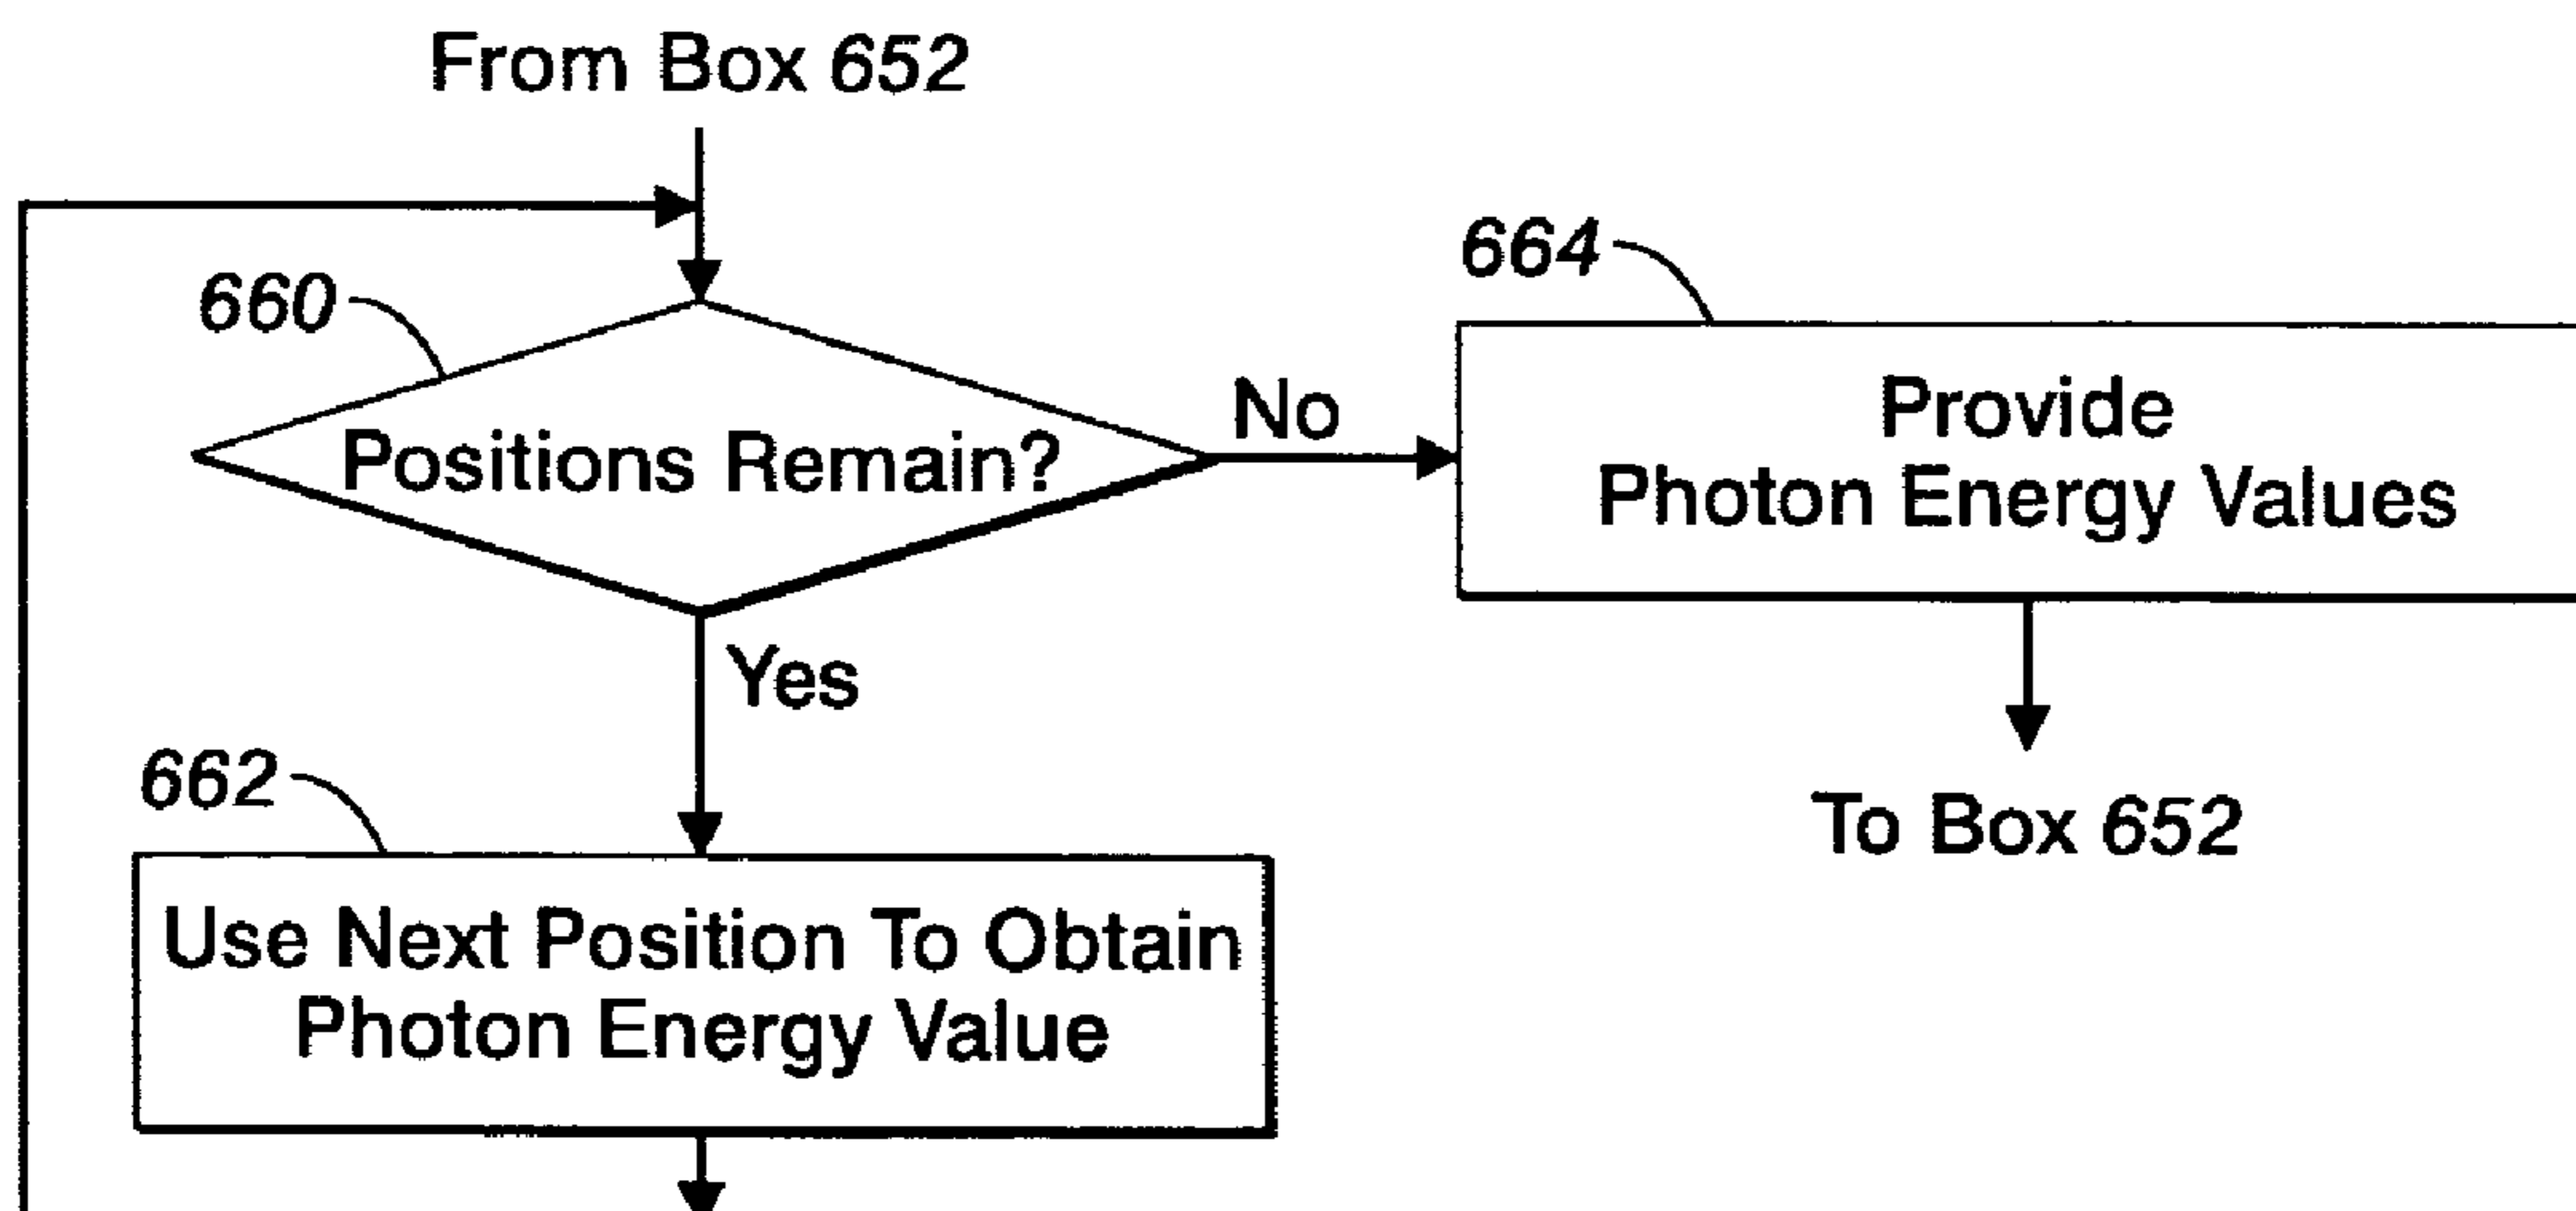 From Box 652
660
Positions Remain?
No
664
Provide
Photon Energy Values
Yes
To Box 652
662
Use Next Position To Obtain
Photon Energy Value